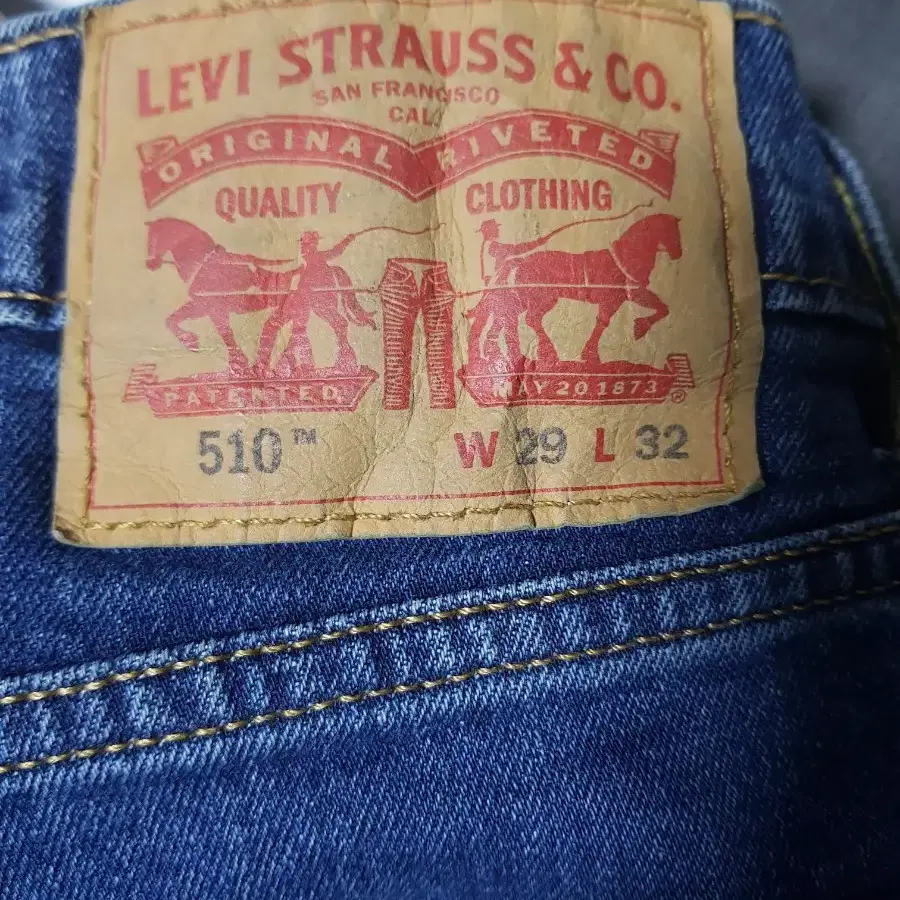 LEVI STRAUSS & CO.
SAN FRANCISCO
CAL.
ORIGINAL RIVETED
QUALITY CLOTHING
PATENTED MAY 20 1873 ®
510™ W 29 L 32